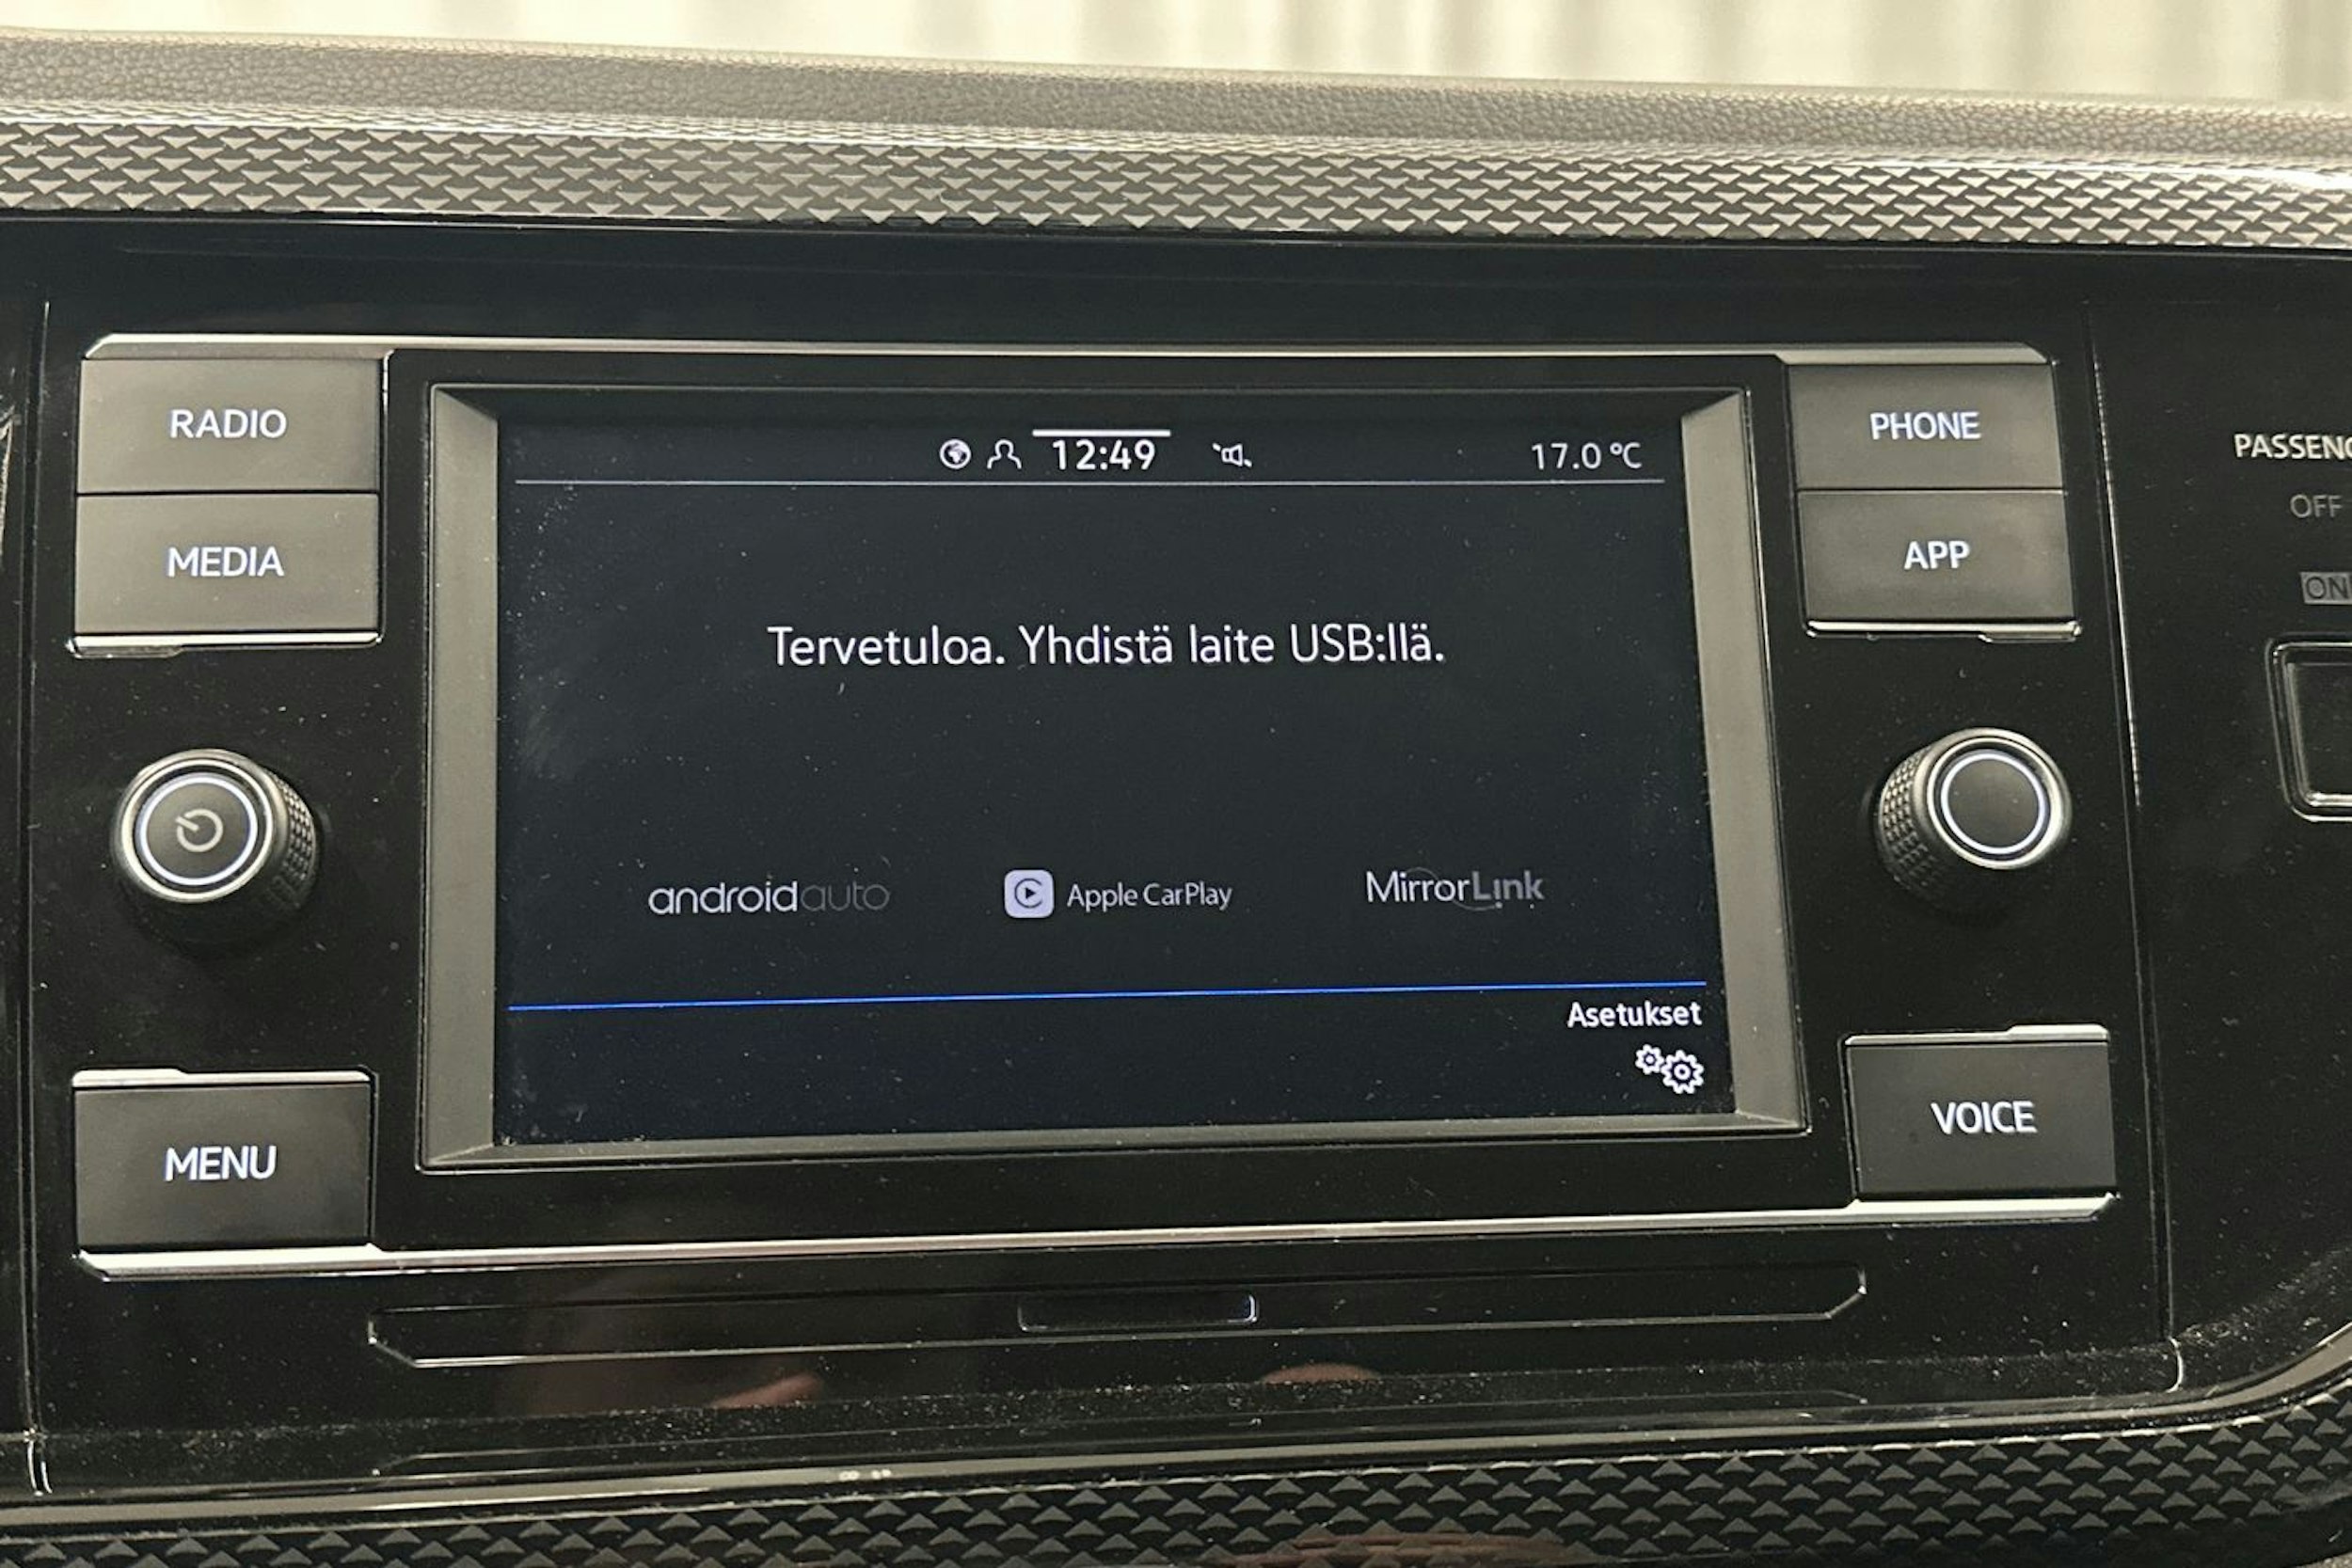 RADIO
MEDIA
MENU
12:49
17.0 °C
Tervetuloa. Yhdistä laite USB:llä.
androidauto
Apple CarPlay
MirrorLink
Asetukset
PHONE
APP
VOICE
OFF
ON